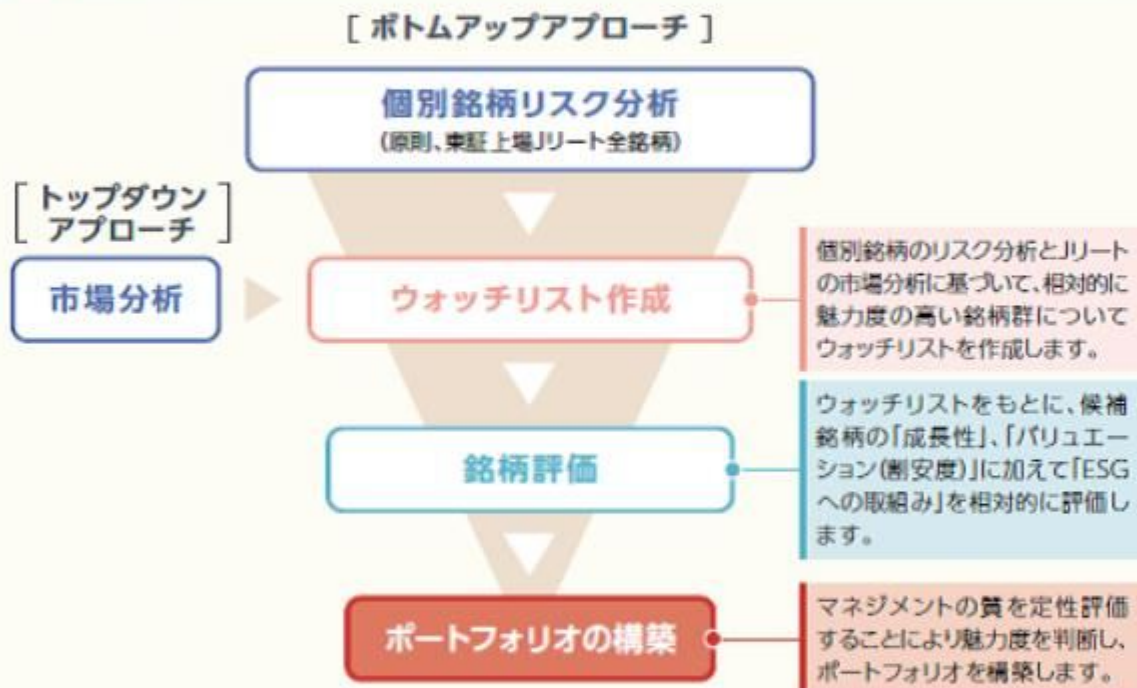 [ ボトムアップアプローチ ]
個別銘柄リスク分析
(原則、東証上場Jリート全銘柄)
[ トップダウン
アプローチ ]
市場分析
ウォッチリスト作成
個別銘柄のリスク分析とJリート
の市場分析に基づいて、相対的に
魅力度の高い銘柄群について
ウォッチリストを作成します。
銘柄評価
ウォッチリストをもとに、候補
銘柄の「成長性」、「バリュエー
ション(割安度)」に加えて「ESG
への取組み」を相対的に評価し
ます。
ポートフォリオの構築
マネジメントの質を定性評価
することにより魅力度を判断し、
ポートフォリオを構築します。